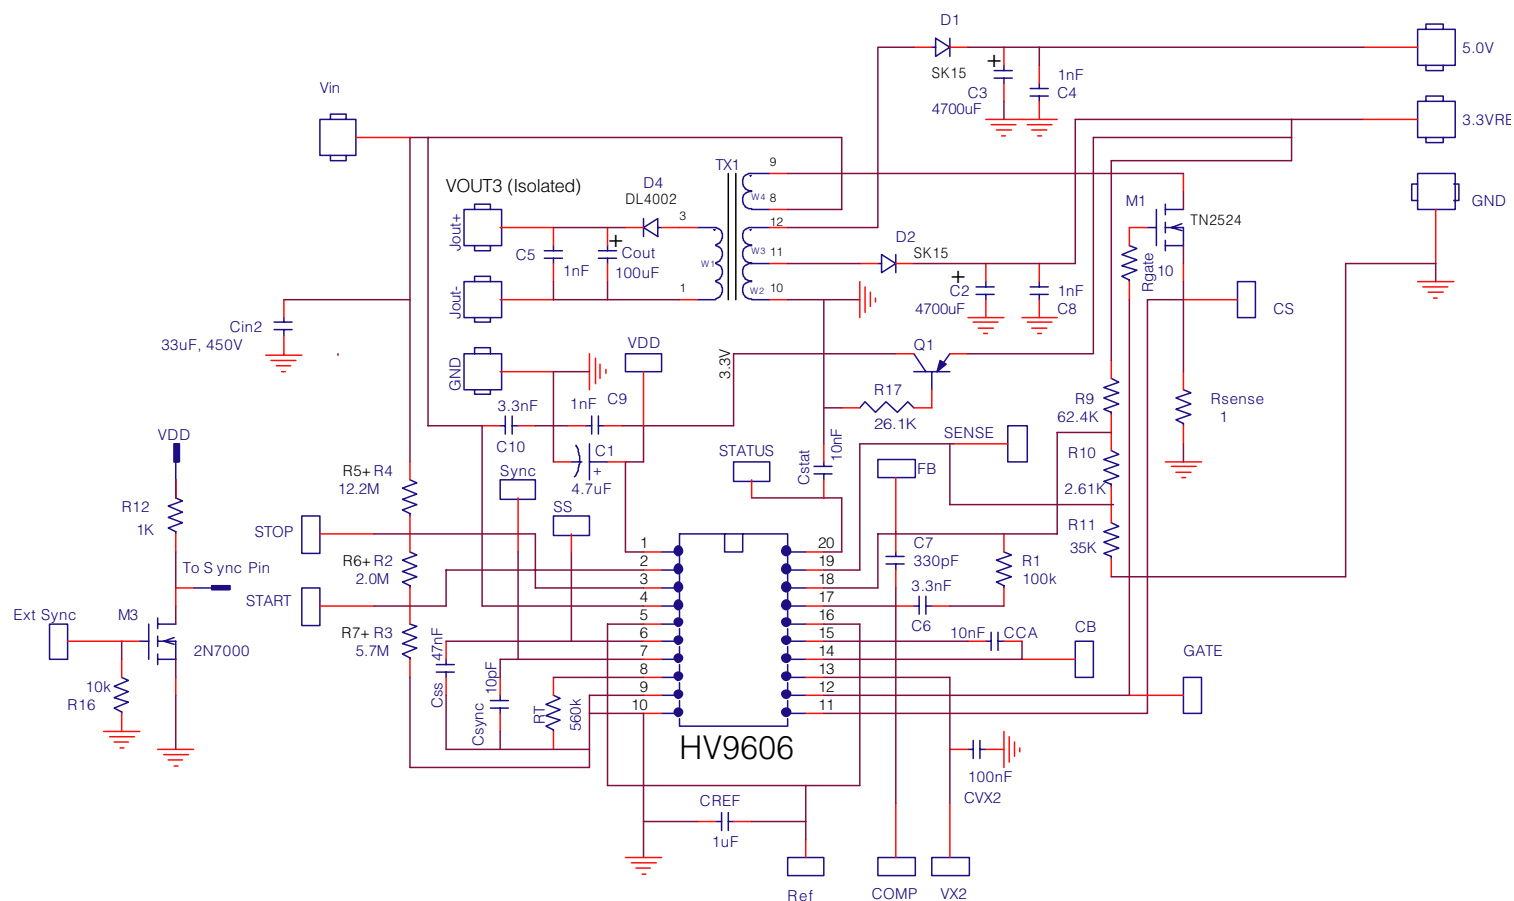 D1
5.0V
SK15
C3
4700uF
1nF
C4
Vin
3.3VRE
TX1
9
W4
8
VOUT3 (Isolated)
D4
DL4002
3
12
M1
TN2524
GND
Jout+
C5
1nF
Cout
100uF
W1
W3
11
D2
SK15
Rgate
10
Jout-
1
W2
10
C2
4700uF
1nF
C8
CS
Cin2
33uF, 450V
GND
VDD
3.3V
Q1
R17
26.1K
R9
62.4K
Rsense
1
3.3nF
C10
1nF
C9
VDD
C1
4.7uF
Sync
SS
STATUS
Cstat
10nF
FB
SENSE
R10
2.61K
R5+ R4
12.2M
R12
1K
STOP
R11
35K
C7
330pF
R1
100k
3.3nF
C6
To Sync Pin
R6+ R2
2.0M
START
Ext Sync
M3
2N7000
R7+ R3
5.7M
10k
R16
47nF
Css
10pF
Csync
RT
560k
1
2
3
4
5
6
7
8
9
10
20
19
18
17
16
15
14
13
12
11
10nF
CCA
CB
GATE
HV9606
100nF
CVX2
CREF
1uF
Ref
COMP
VX2